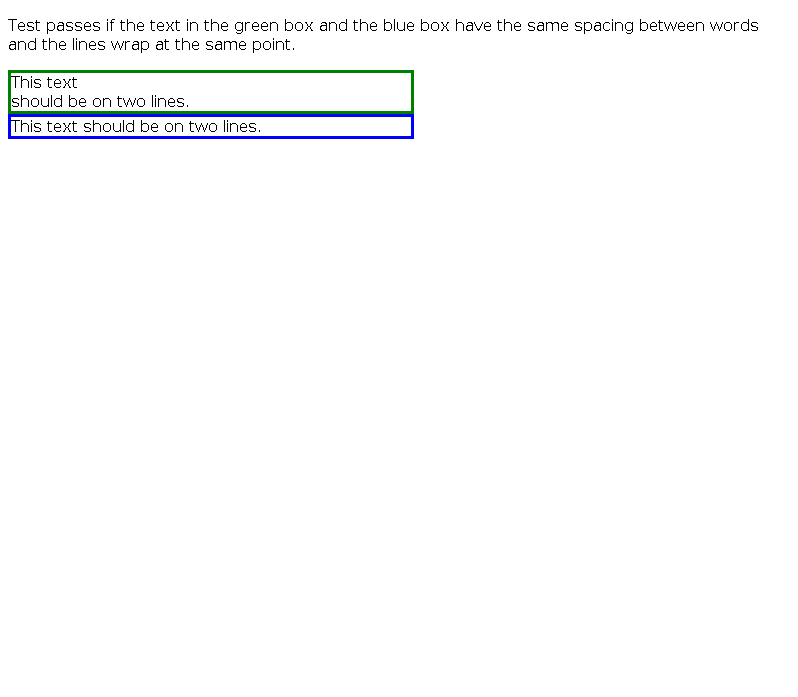 Test passes if the text in the green box and the blue box have the same spacing between words
and the lines wrap at the same point.
This text
should be on two lines.
This text should be on two lines.